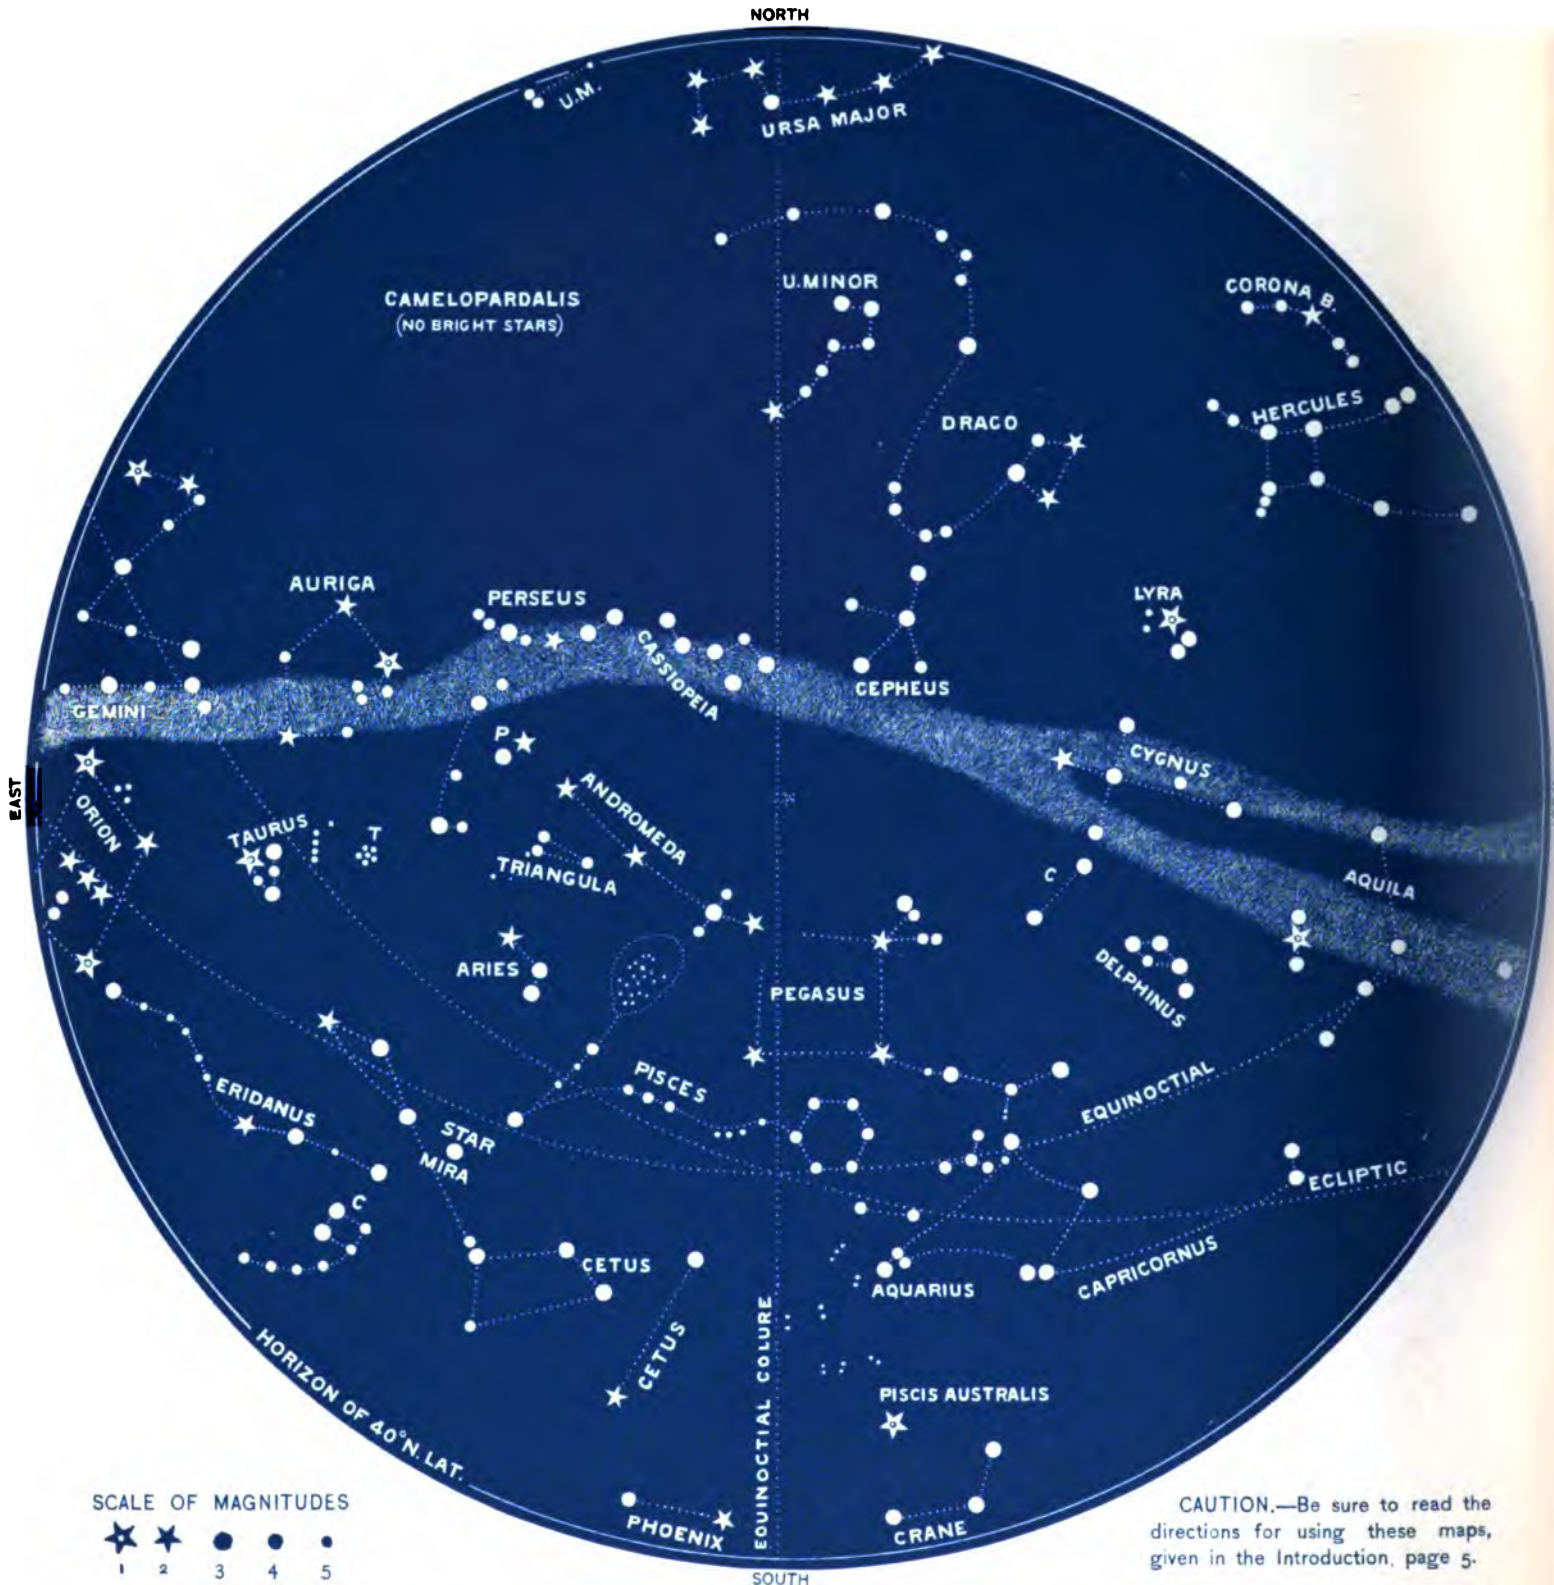 NORTH
U.M.
URSA MAJOR
U.MINOR
CORONA B.
CAMELOPARDALIS
(NO BRIGHT STARS)
HERCULES
DRACO
AURIGA
PERSEUS
LYRA
CASSIOPEIA
CEPHEUS
GEMINI
P
CYGNUS
EAST
ORION
ANDROMEDA
TAURUS
T
TRIANGULA
C
AQUILA
ARIES
PEGASUS
DELPHINUS
PISCES
EQUINOCTIAL
ERIDANUS
STAR
MIRA
ECLIPTIC
C
CETUS
AQUARIUS
CAPRICORNUS
CETUS
EQUINOCTIAL COLURE
PISCIS AUSTRALIS
HORIZON OF 40°N. LAT.
PHOENIX
CRANE
SCALE OF MAGNITUDES
1 2 3 4 5
SOUTH
CAUTION.—Be sure to read the
directions for using these maps,
given in the Introduction, page 5.